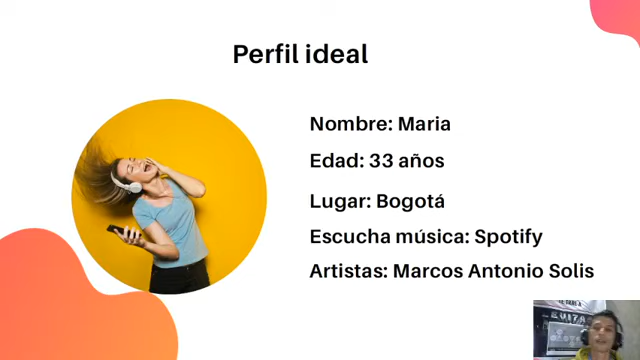 Perfil ideal
Nombre: Maria
Edad: 33 años
Lugar: Bogotá
Escucha música: Spotify
Artistas: Marcos Antonio Solis